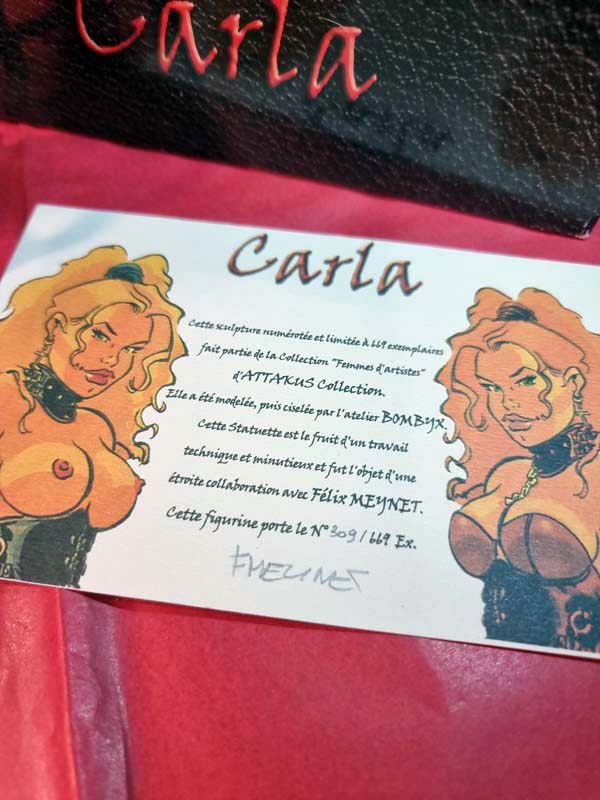 Carla
Carla
Cette sculpture numérotée et limitée à 669 exemplaires
fait partie de la Collection "Femmes d'artistes"
d'ATTAKUS Collection.
Elle a été modelée, puis ciselée par l'atelier BOMBYX.
Cette Statuette est le fruit d'un travail
technique et minutieux et fut l'objet d'une
étroite collaboration avec Félix MEYNET.
Cette figurine porte le N° 309 / 669 Ex.
FMEYNET